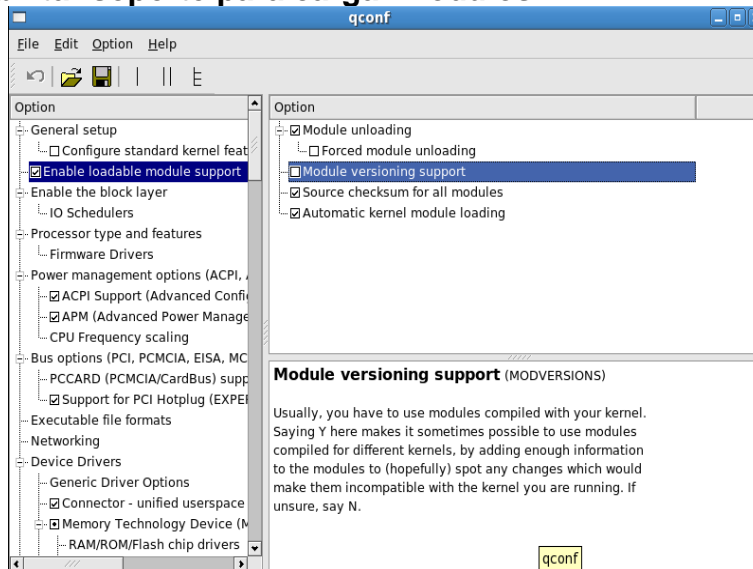 soporte para cargar módulos
qconf
File Edit Option Help
Option
General setup
Configure standard kernel feat
Enable loadable module support
Enable the block layer
IO Schedulers
Processor type and features
Firmware Drivers
Power management options (ACPI,
ACPI Support (Advanced Confi
APM (Advanced Power Manage
CPU Frequency scaling
Bus options (PCI, PCMCIA, EISA, MC
PCCARD (PCMCIA/CardBus) supp
Support for PCI Hotplug (EXPER
Executable file formats
Networking
Device Drivers
Generic Driver Options
Connector - unified userspace
Memory Technology Device (M
RAM/ROM/Flash chip drivers
Option
Module unloading
Forced module unloading
Module versioning support
Source checksum for all modules
Automatic kernel module loading
Module versioning support (MODVERSIONS)
Usually, you have to use modules compiled with your kernel.
Saying Y here makes it sometimes possible to use modules
compiled for different kernels, by adding enough information
to the modules to (hopefully) spot any changes which would
make them incompatible with the kernel you are running. If
unsure, say N.
qconf